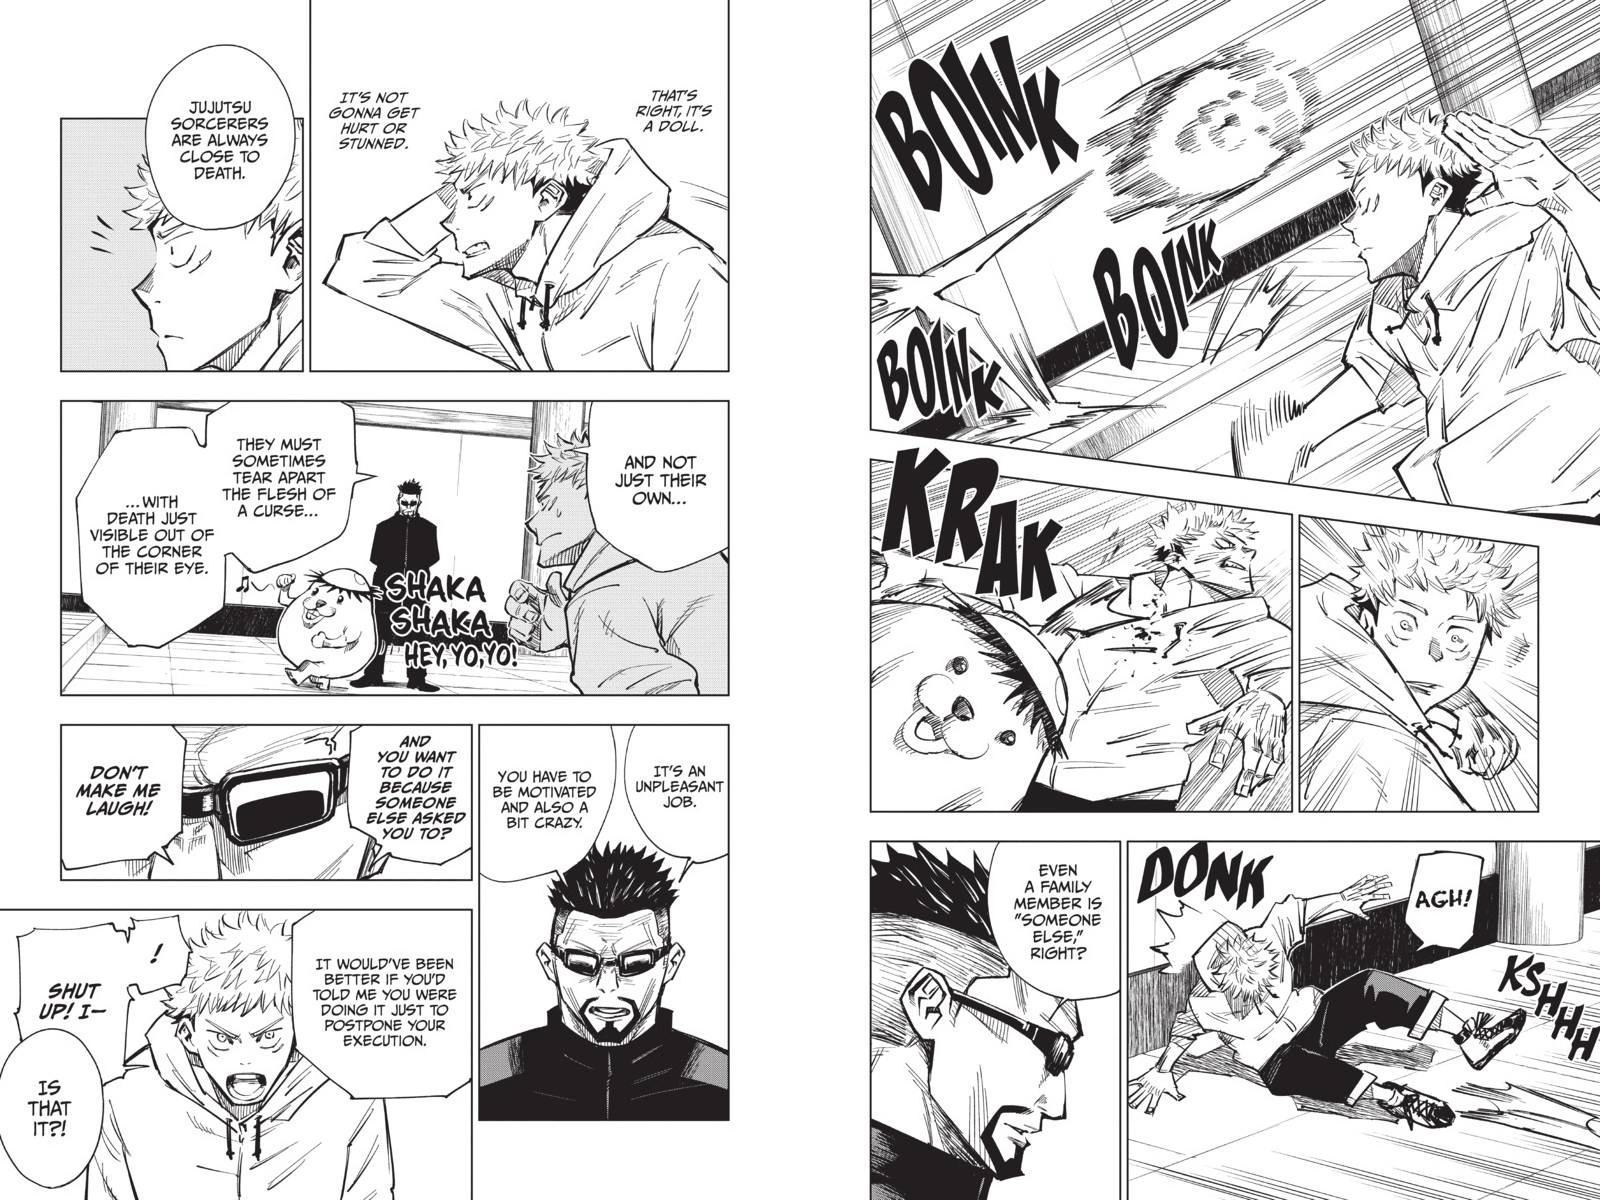 BOINK
BOINK
BOINK
KRAK
AGH!
DONK
KSHHHH
EVEN
A FAMILY
MEMBER IS
"SOMEONE
ELSE,"
RIGHT?
THAT'S
RIGHT, IT'S
A DOLL.
IT'S NOT
GONNA GET
HURT OR
STUNNED.
JUJUTSU
SORCERERS
ARE ALWAYS
CLOSE TO
DEATH.
AND NOT
JUST THEIR
OWN...
THEY MUST
SOMETIMES
TEAR APART
THE FLESH OF
A CURSE...
...WITH
DEATH JUST
VISIBLE OUT OF
THE CORNER
OF THEIR EYE.
♪
SHAKA
SHAKA
HEY, YO, YO!
IT'S AN
UNPLEASANT
JOB.
YOU HAVE TO
BE MOTIVATED
AND ALSO A
BIT CRAZY.
AND
YOU WANT
TO DO IT
BECAUSE
SOMEONE
ELSE ASKED
YOU TO?
DON'T
MAKE ME
LAUGH!
IT WOULD'VE BEEN
BETTER IF YOU'D
TOLD ME YOU WERE
DOING IT JUST TO
POSTPONE YOUR
EXECUTION.
!
SHUT
UP! I—
IS
THAT
IT?!